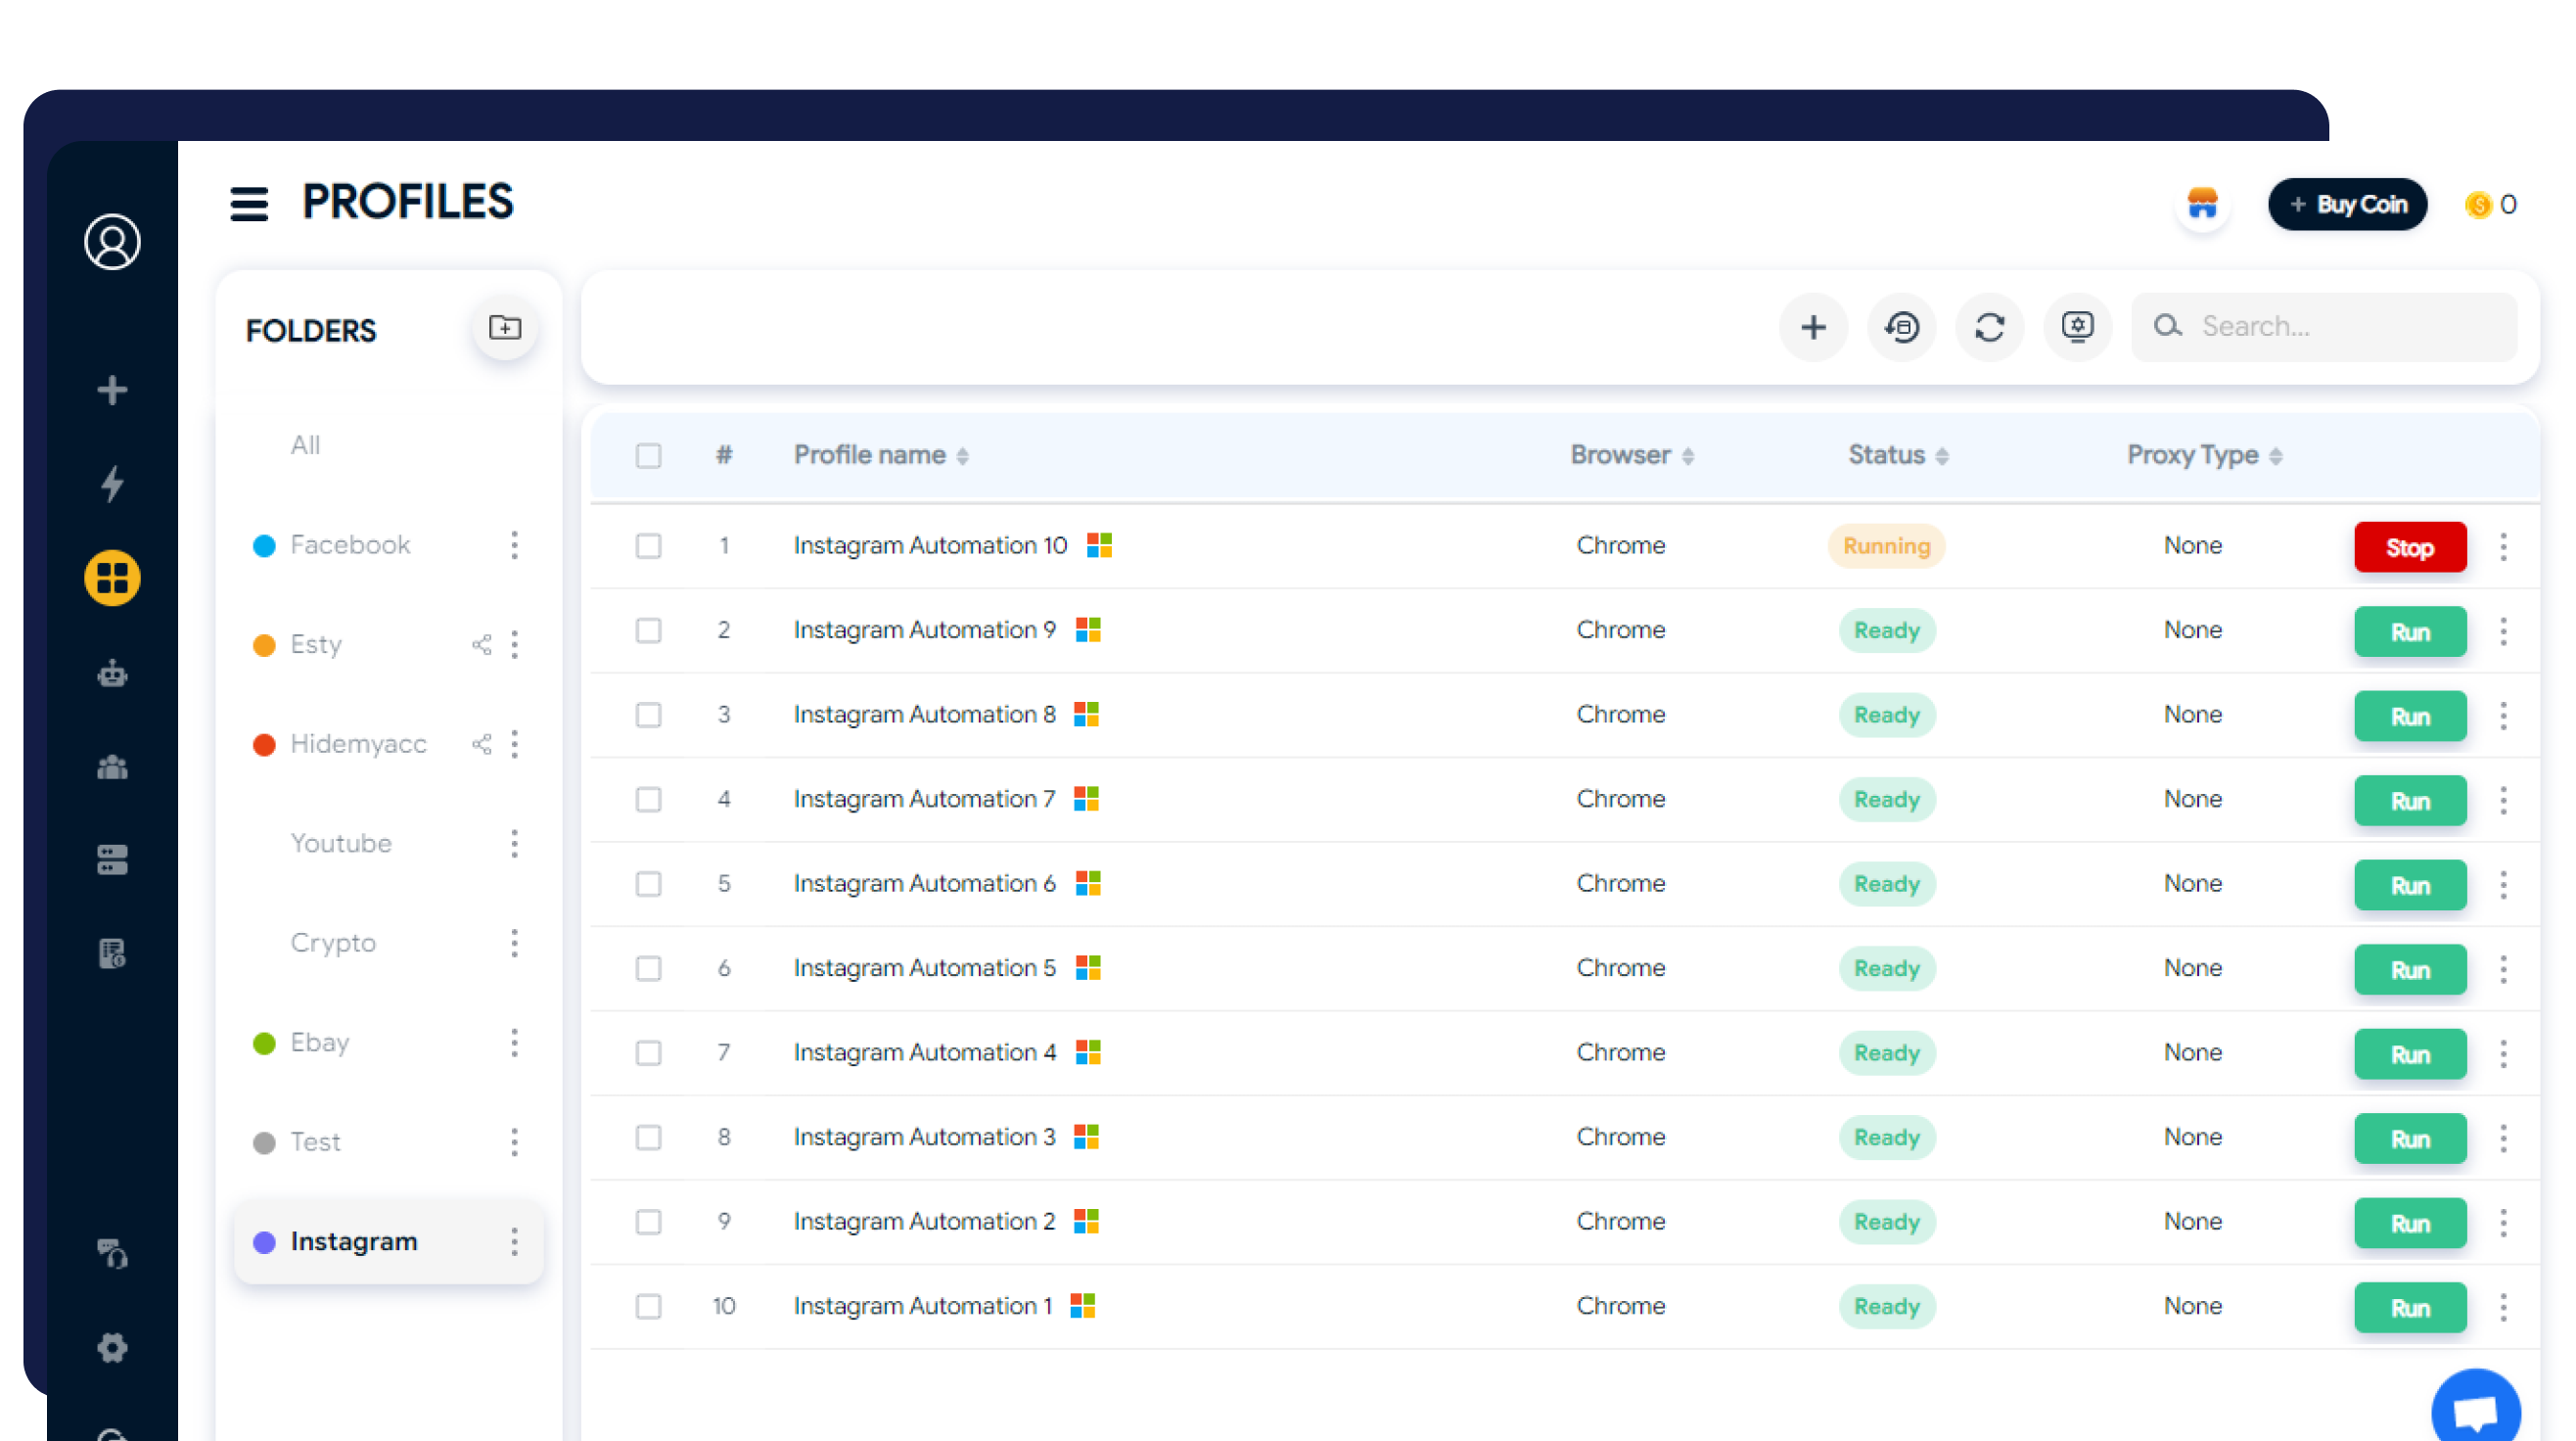 PROFILES
+ Buy Coin
0
FOLDERS
Search...
All
Facebook
Esty
Hidemyacc
Youtube
Crypto
Ebay
Test
Instagram
# Profile name Browser Status Proxy Type
1 Instagram Automation 10 Chrome Running None Stop
2 Instagram Automation 9 Chrome Ready None Run
3 Instagram Automation 8 Chrome Ready None Run
4 Instagram Automation 7 Chrome Ready None Run
5 Instagram Automation 6 Chrome Ready None Run
6 Instagram Automation 5 Chrome Ready None Run
7 Instagram Automation 4 Chrome Ready None Run
8 Instagram Automation 3 Chrome Ready None Run
9 Instagram Automation 2 Chrome Ready None Run
10 Instagram Automation 1 Chrome Ready None Run